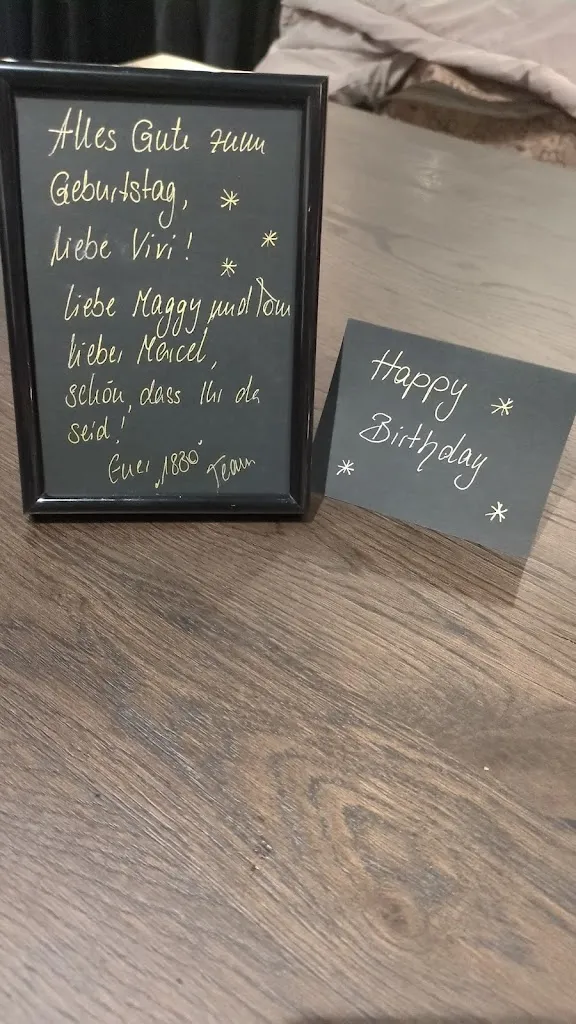 Alles Gute zum
Geburtstag,
liebe Vivi!
liebe Maggy und Tom
lieber Marcel,
schön, dass Ihr da
seid!
Euer „1830" Team
Happy
Birthday